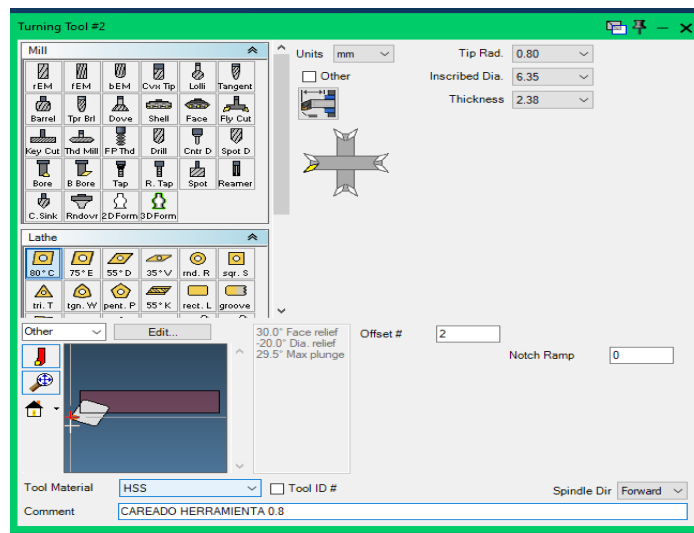 Turning Tool #2
Mill
rEM fEM bEM Cvx Tip Lolli Tangent
Barrel Tpr Brl Dove Shell Face Fly Cut
Key Cut Thd Mill FP Thd Drill Cntr D Spot D
Bore B Bore Tap R. Tap Spot Reamer
C.Sink Rndovr 2D Form 3D Form
Lathe
80° C 75° E 55° D 35° V rnd. R sqr. S
tri. T tgn. W pent. P 55° K rect. L groove
Units mm
Other
Tip Rad. 0.80
Inscribed Dia. 6.35
Thickness 2.38
Other Edit...
30.0° Face relief
-20.0° Dia. relief
29.5° Max plunge
Offset # 2
Notch Ramp 0
Tool Material HSS Tool ID # Spindle Dir Forward
Comment CAREADO HERRAMIENTA 0.8